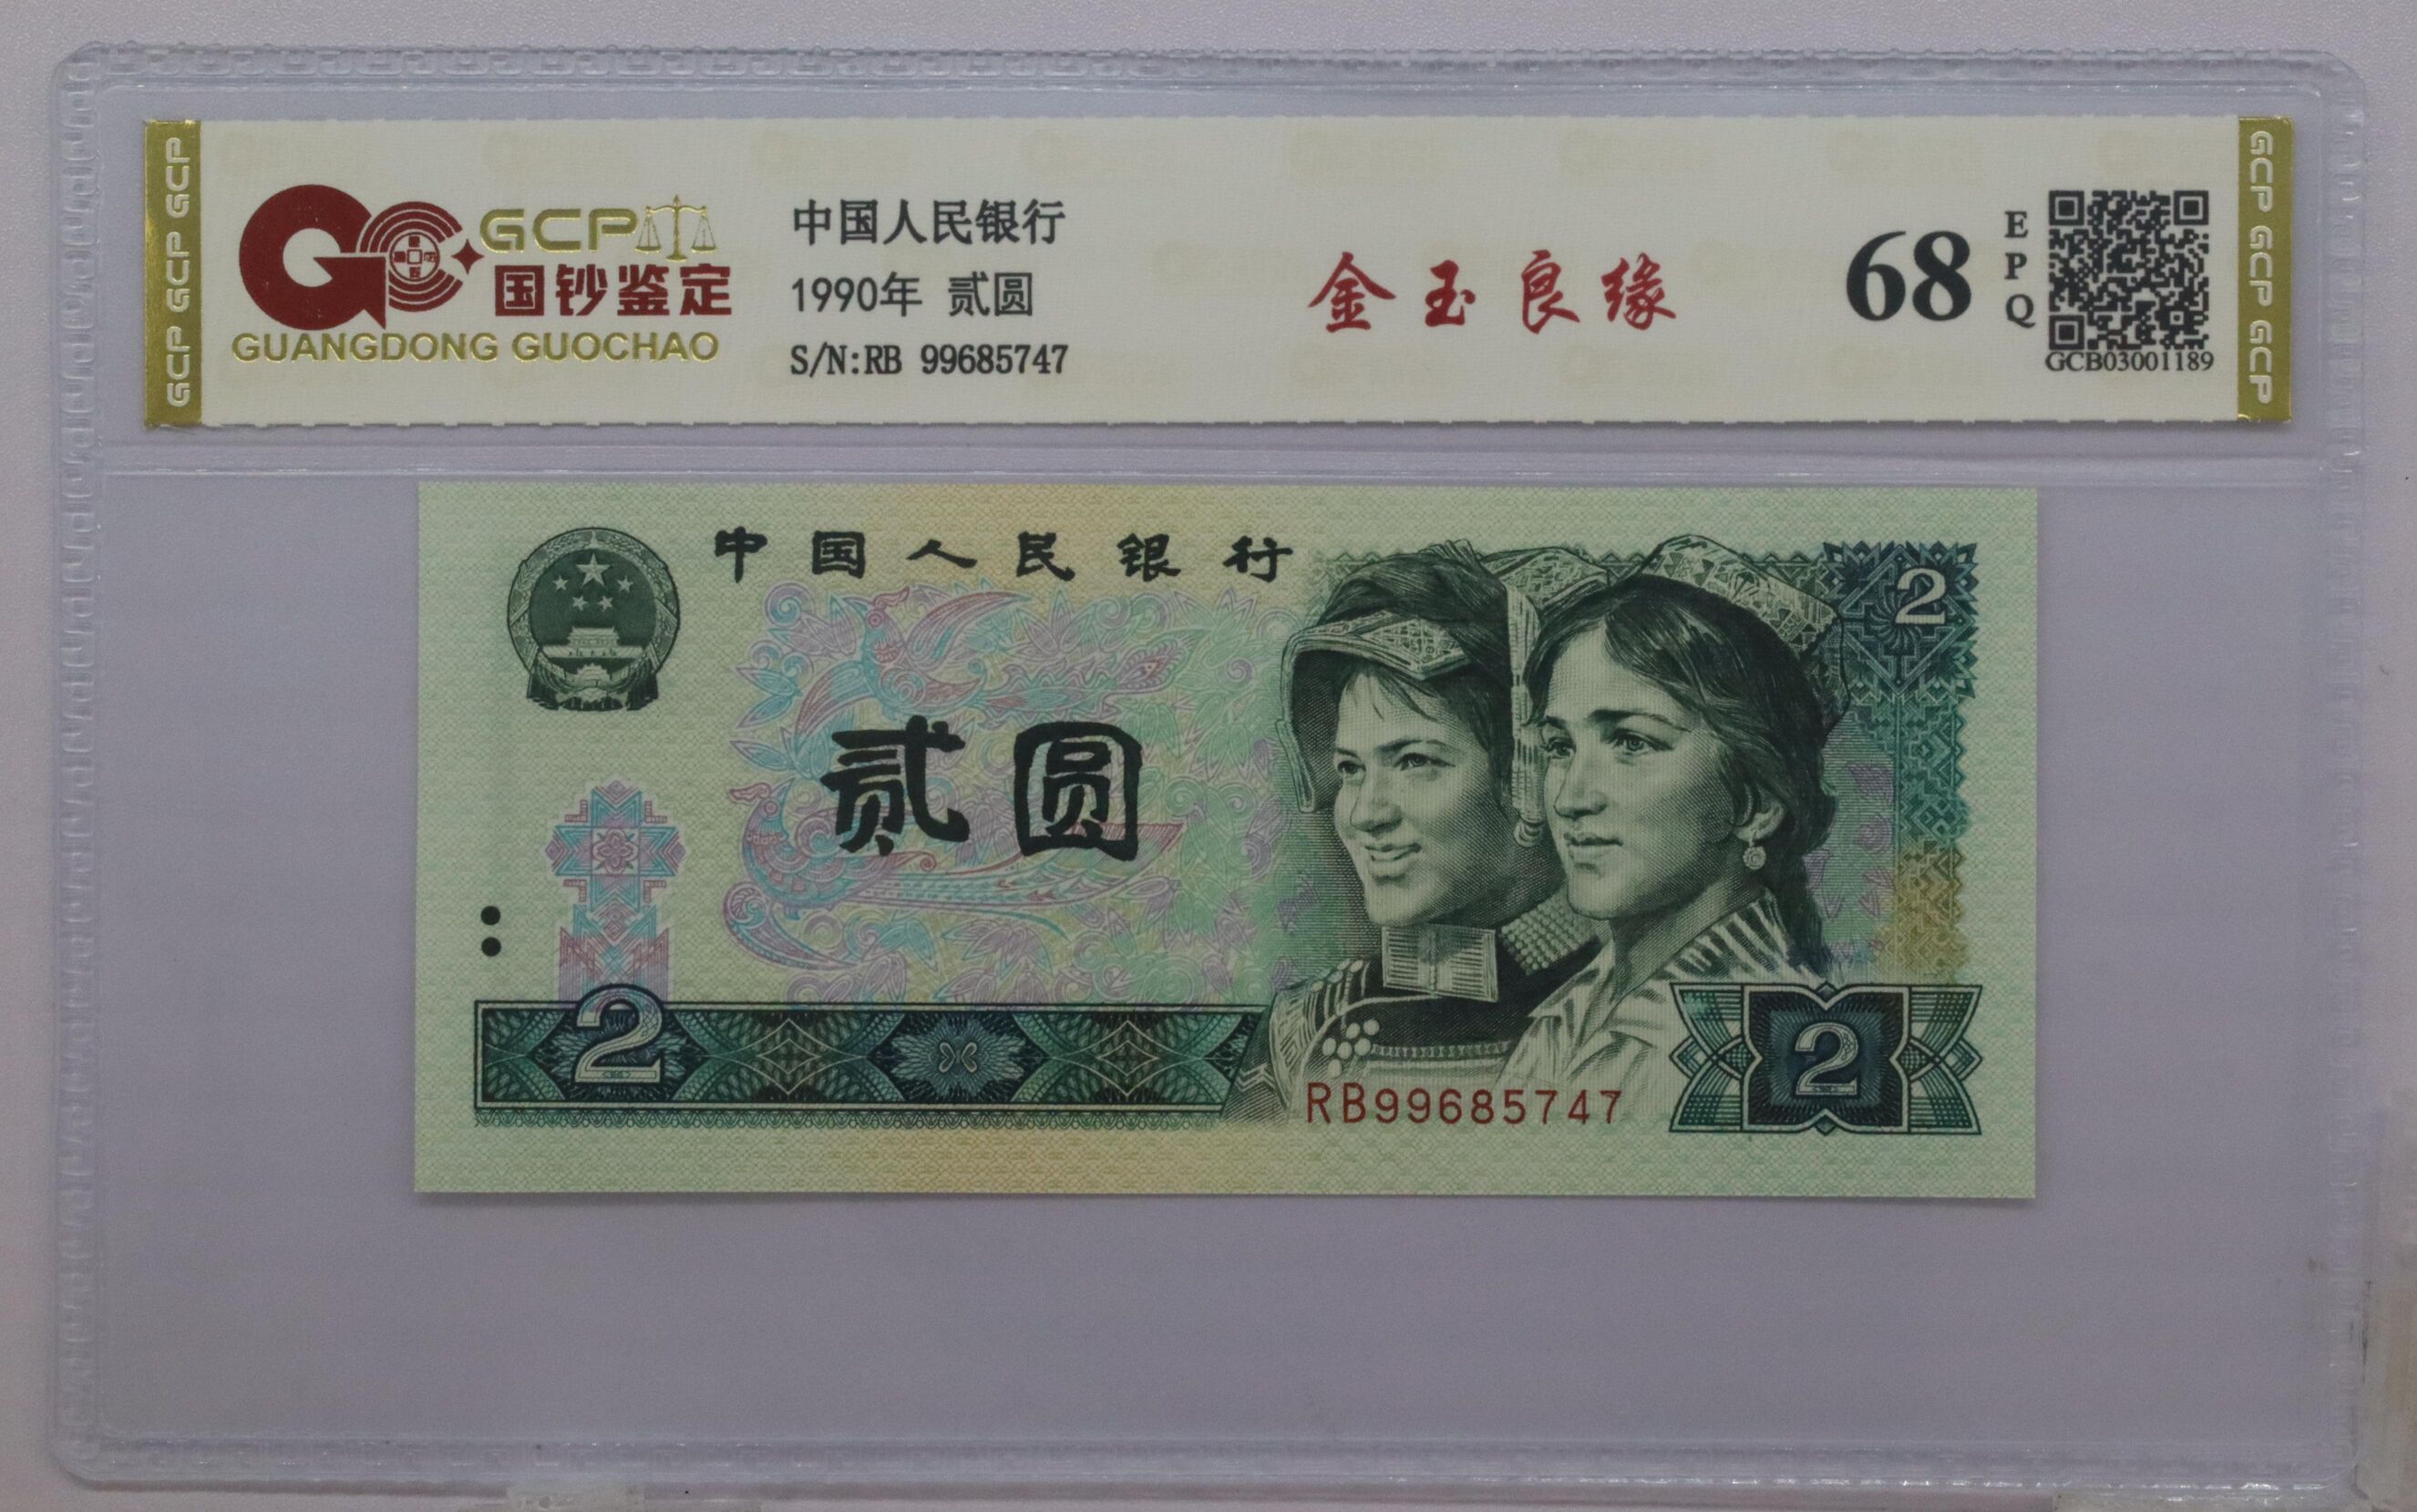 GCP GCP GCP
GCP
国钞鉴定
GUANGDONG GUOCHAO
中国人民银行
1990年 贰圆
S/N:RB 99685747
金玉良缘
68
EPQ
GCB03001189
GCP GCP GCP
中国人民银行
2
贰圆
2
2
RB99685747